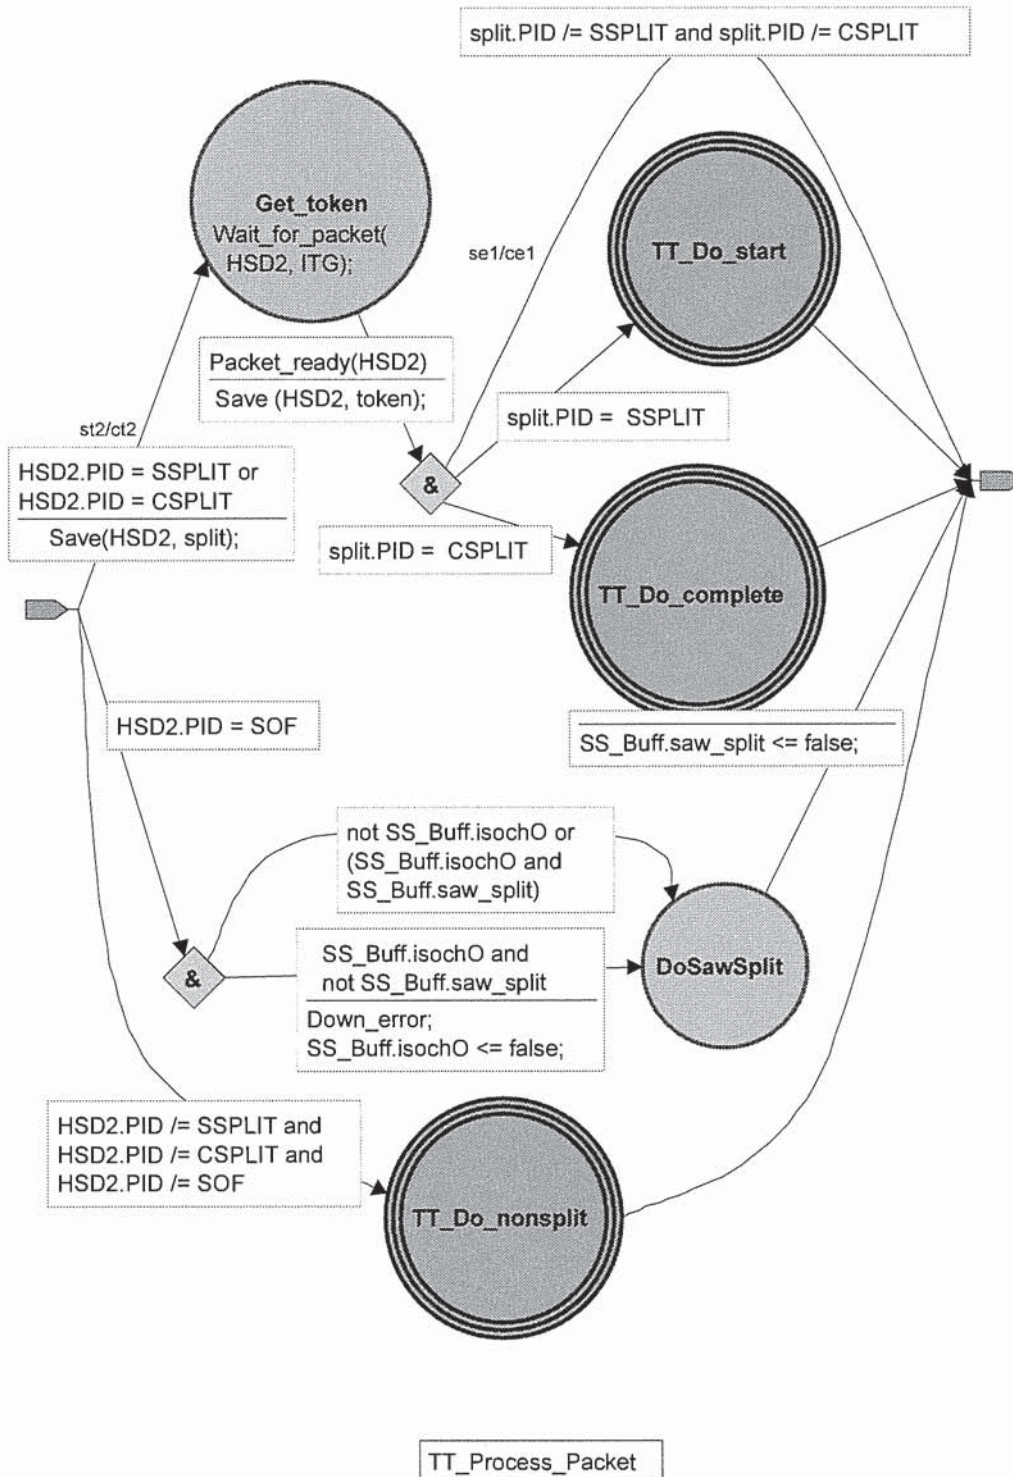 split.PID /= SSPLIT and split.PID /= CSPLIT
Get_token
Wait_for_packet(
HSD2, ITG);
TT_Do_start
se1/ce1
Packet_ready(HSD2)
Save (HSD2, token);
split.PID = SSPLIT
st2/ct2
HSD2.PID = SSPLIT or
HSD2.PID = CSPLIT
Save(HSD2, split);
&
split.PID = CSPLIT
TT_Do_complete
HSD2.PID = SOF
SS_Buff.saw_split <= false;
not SS_Buff.isochO or
(SS_Buff.isochO and
SS_Buff.saw_split)
&
SS_Buff.isochO and
not SS_Buff.saw_split
Down_error;
SS_Buff.isochO <= false;
DoSawSplit
HSD2.PID /= SSPLIT and
HSD2.PID /= CSPLIT and
HSD2.PID /= SOF
TT_Do_nonsplit
TT_Process_Packet